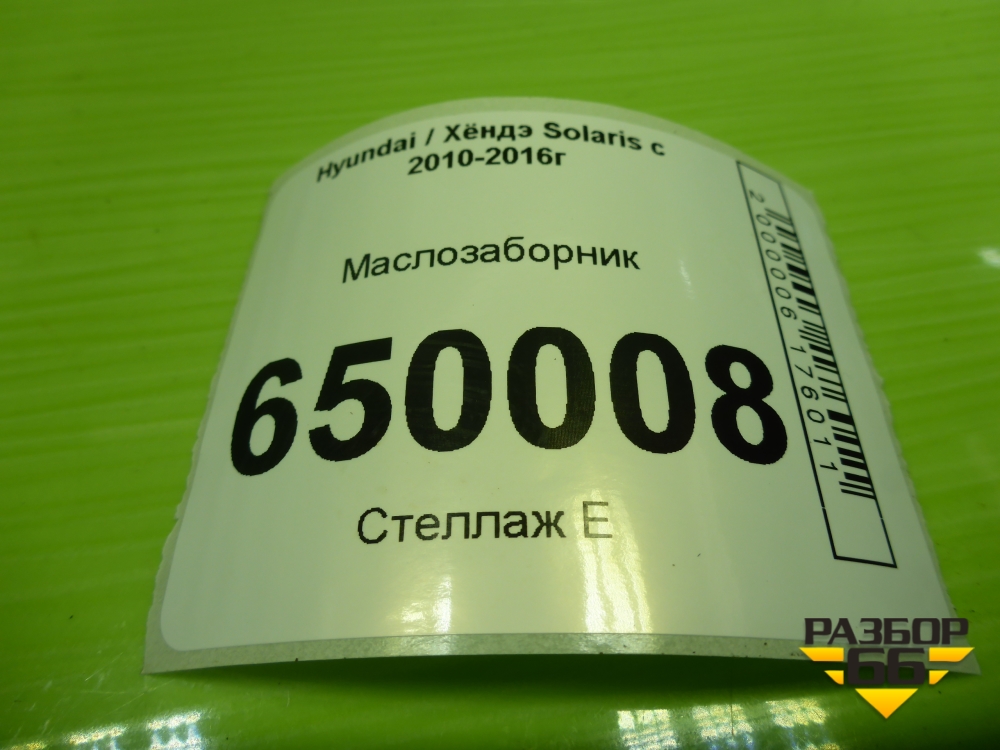 Hyundai / Хёндэ Solaris с
2010-2016г
Маслозаборник
650008
Стеллаж Е
2000006176011
РАЗБОР
66